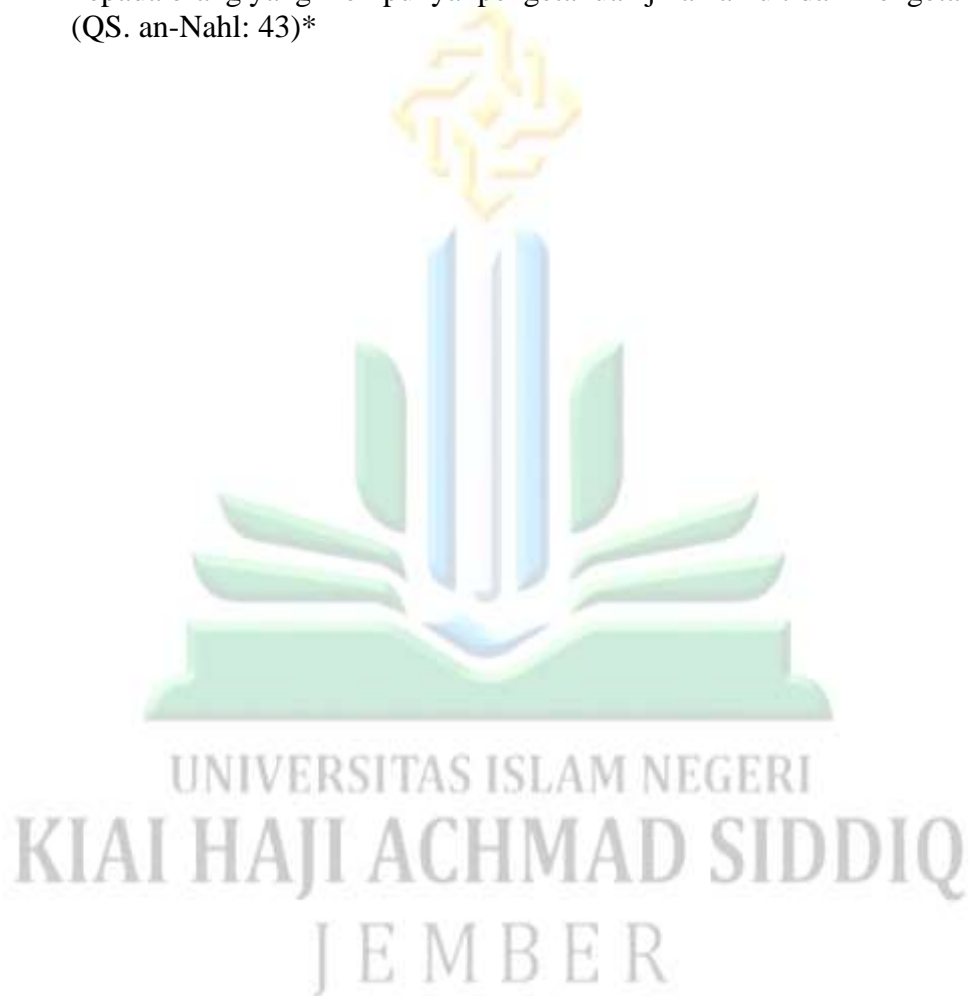 (QS. an-Nahl: 43)*
UNIVERSITAS ISLAM NEGERI
KIAI HAJI ACHMAD SIDDIQ
JEMBER